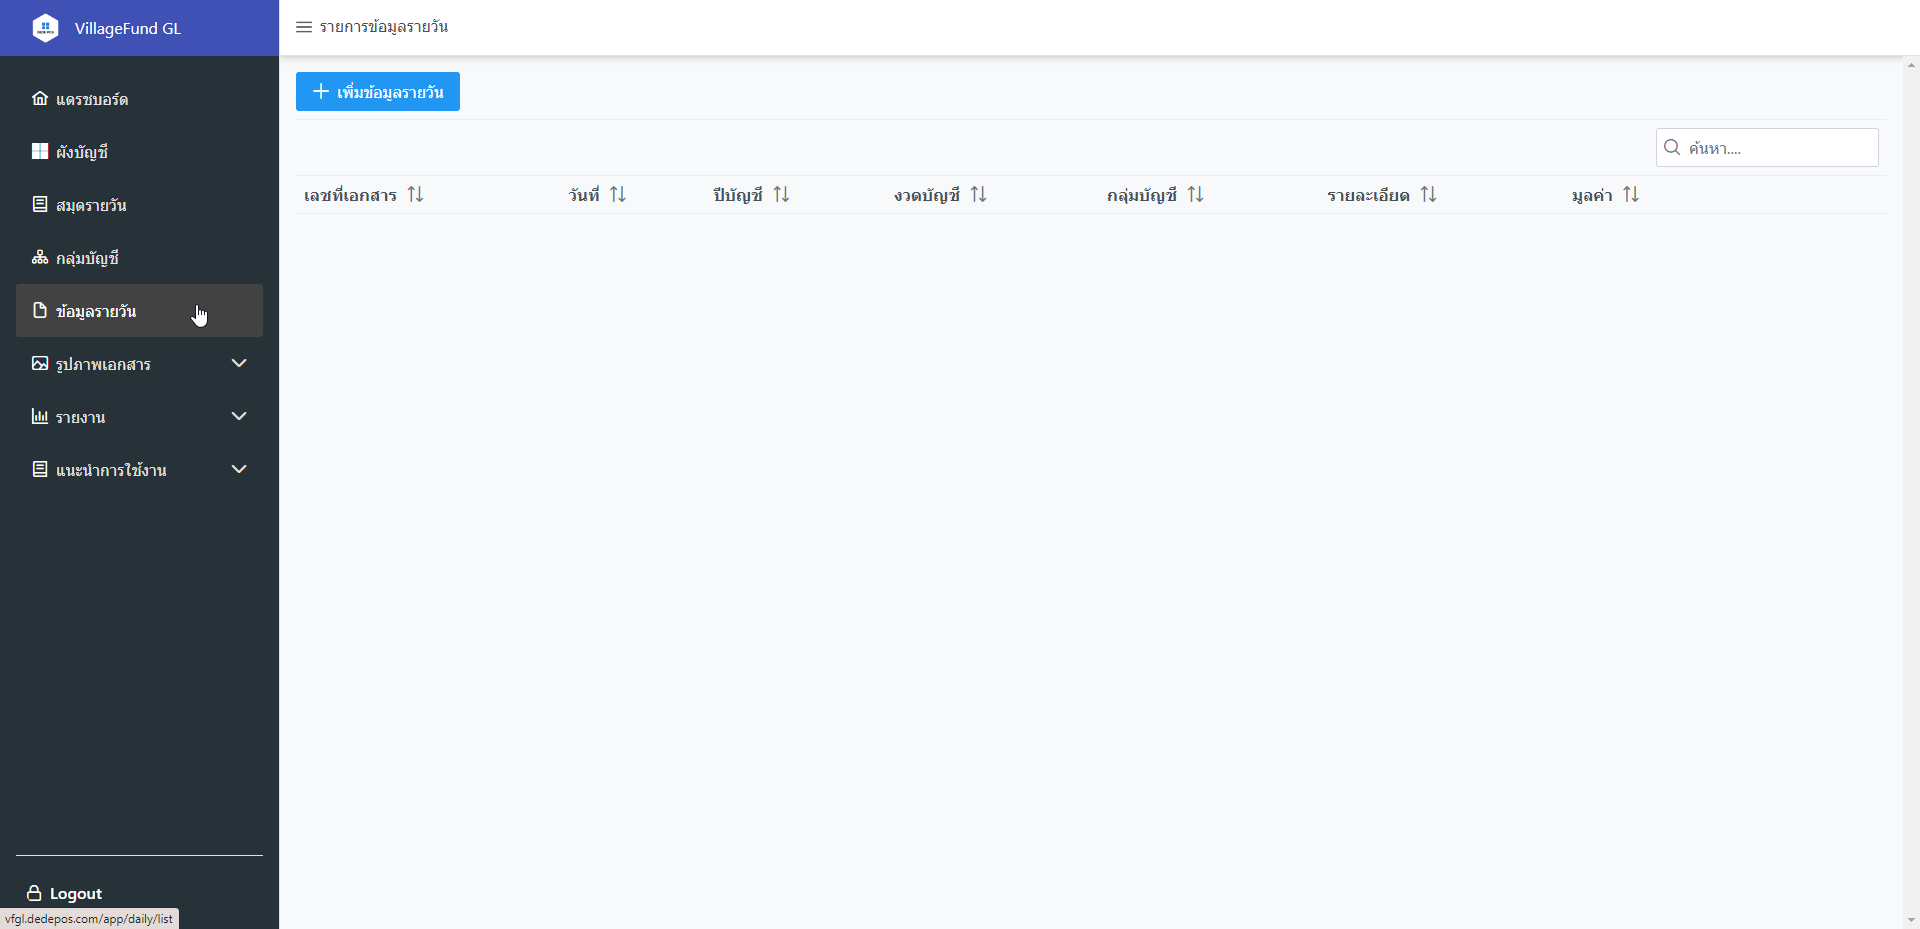 VillageFund GL
รายการข้อมูลรายวัน
แดรชบอร์ด
ผังบัญชี
สมุดรายวัน
กลุ่มบัญชี
ข้อมูลรายวัน
รูปภาพเอกสาร
รายงาน
แนะนำการใช้งาน
Logout
vfgl.dedepos.com/app/daily/list
เพิ่มข้อมูลรายวัน
ค้นหา....
เลขที่เอกสาร วันที่ ปีบัญชี งวดบัญชี กลุ่มบัญชี รายละเอียด มูลค่า